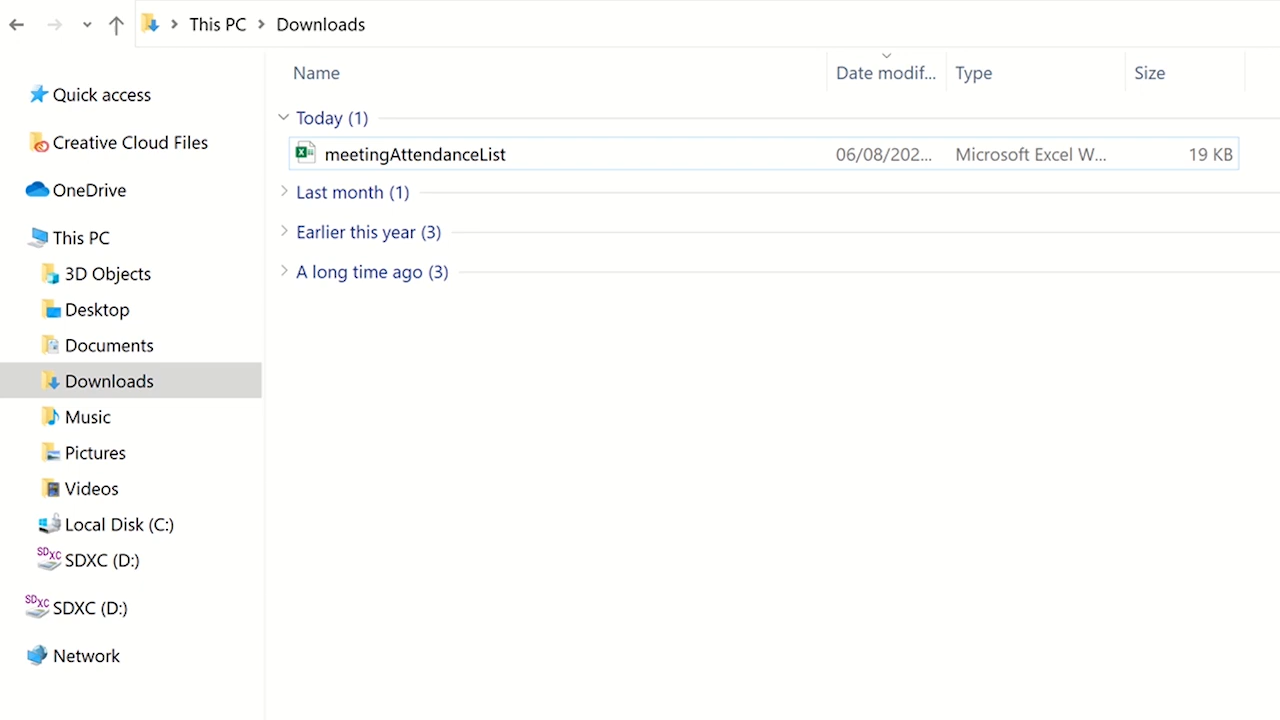 This PC > Downloads
Name Date modif... Type Size
Today (1)
meetingAttendanceList 06/08/202... Microsoft Excel W... 19 KB
Last month (1)
Earlier this year (3)
A long time ago (3)
Quick access
Creative Cloud Files
OneDrive
This PC
3D Objects
Desktop
Documents
Downloads
Music
Pictures
Videos
Local Disk (C:)
SDXC SDXC (D:)
SDXC SDXC (D:)
Network